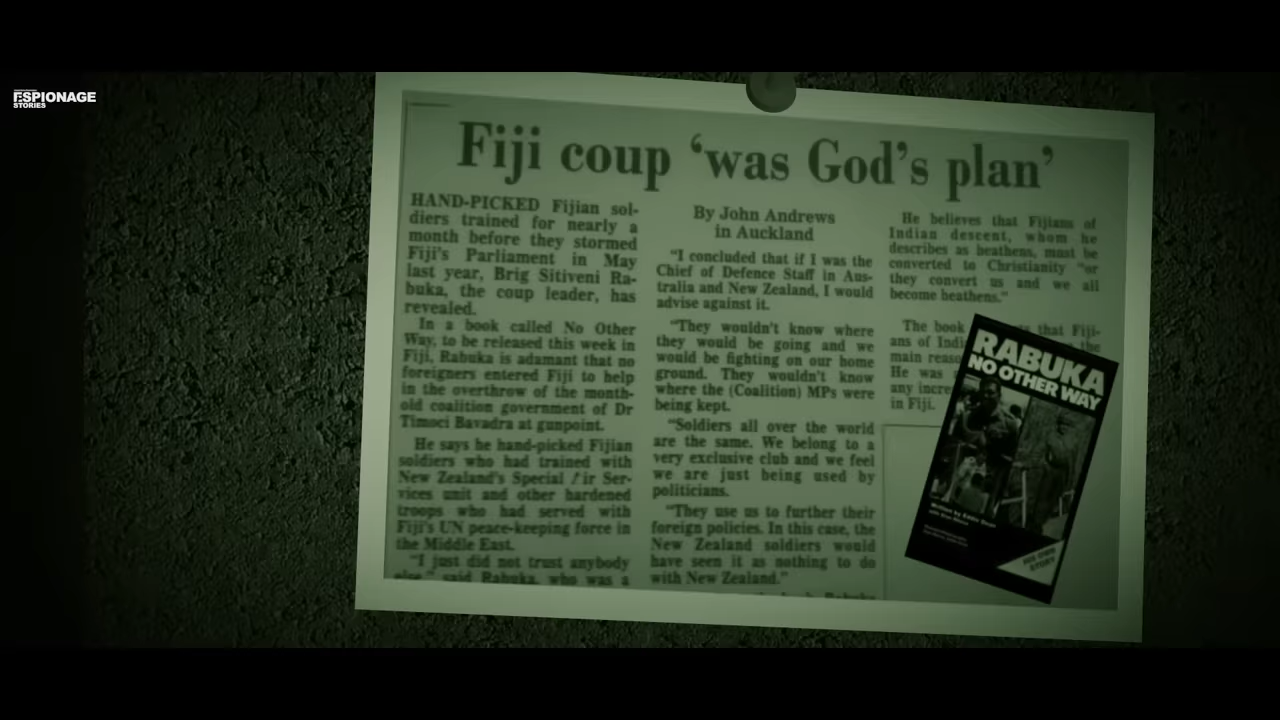 ESPIONAGE
STORIES
Fiji coup ‘was God’s plan’
HAND-PICKED Fijian sol-
diers trained for nearly a
month before they stormed
Fiji’s Parliament in May
last year, Brig Sitiveni Ra-
buka, the coup leader, has
revealed.
In a book called No Other
Way, to be released this week in
Fiji, Rabuka is adamant that no
foreigners entered Fiji to help
in the overthrow of the month-
old coalition government of Dr
Timoci Bavadra at gunpoint.
He says he hand-picked Fijian
soldiers who had trained with
New Zealand’s Special Air Ser-
vices unit and other hardened
troops who had served with
Fiji’s UN peace-keeping force in
the Middle East.
“I just did not trust anybody
else,” said Rabuka, who was a
By John Andrews
in Auckland
“I concluded that if I was the
Chief of Defence Staff in Aus-
tralia and New Zealand, I would
advise against it.
“They wouldn’t know where
they would be going and we
would be fighting on our home
ground. They wouldn’t know
where the (Coalition) MPs were
being kept.
“Soldiers all over the world
are the same. We belong to a
very exclusive club and we feel
we are just being used by
politicians.
“They use us to further their
foreign policies. In this case, the
New Zealand soldiers would
have seen it as nothing to do
with New Zealand.”
Rabuka
He believes that Fijians of
Indian descent, whom he
describes as heathens, must be
converted to Christianity “or
they convert us and we all
become heathens.”
The book that Fiji-
ans of Indi the
main reaso
He was
any incre
in Fiji.
RABUKA
NO OTHER WAY
Written by Eddie Dean
HIS OWN
STORY